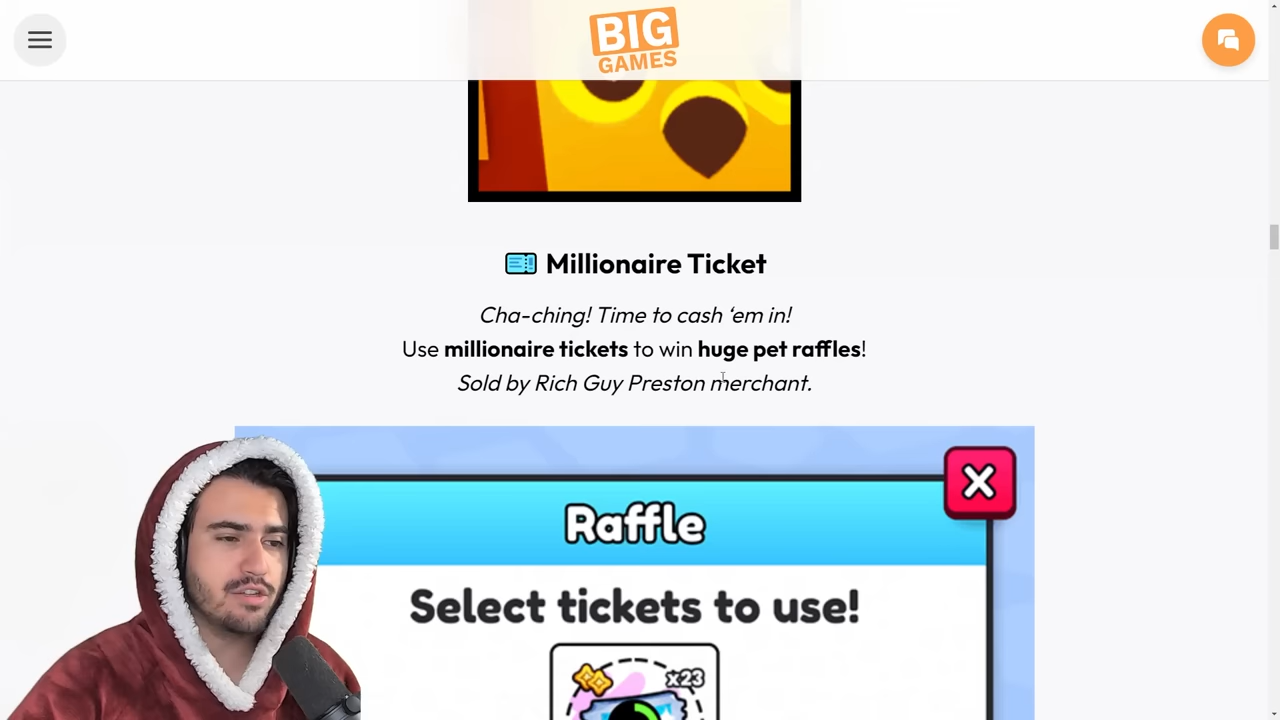 BIG
GAMES
Millionaire Ticket
Cha-ching! Time to cash ‘em in!
Use millionaire tickets to win huge pet raffles!
Sold by Rich Guy Preston merchant.
Raffle
Select tickets to use!
x23